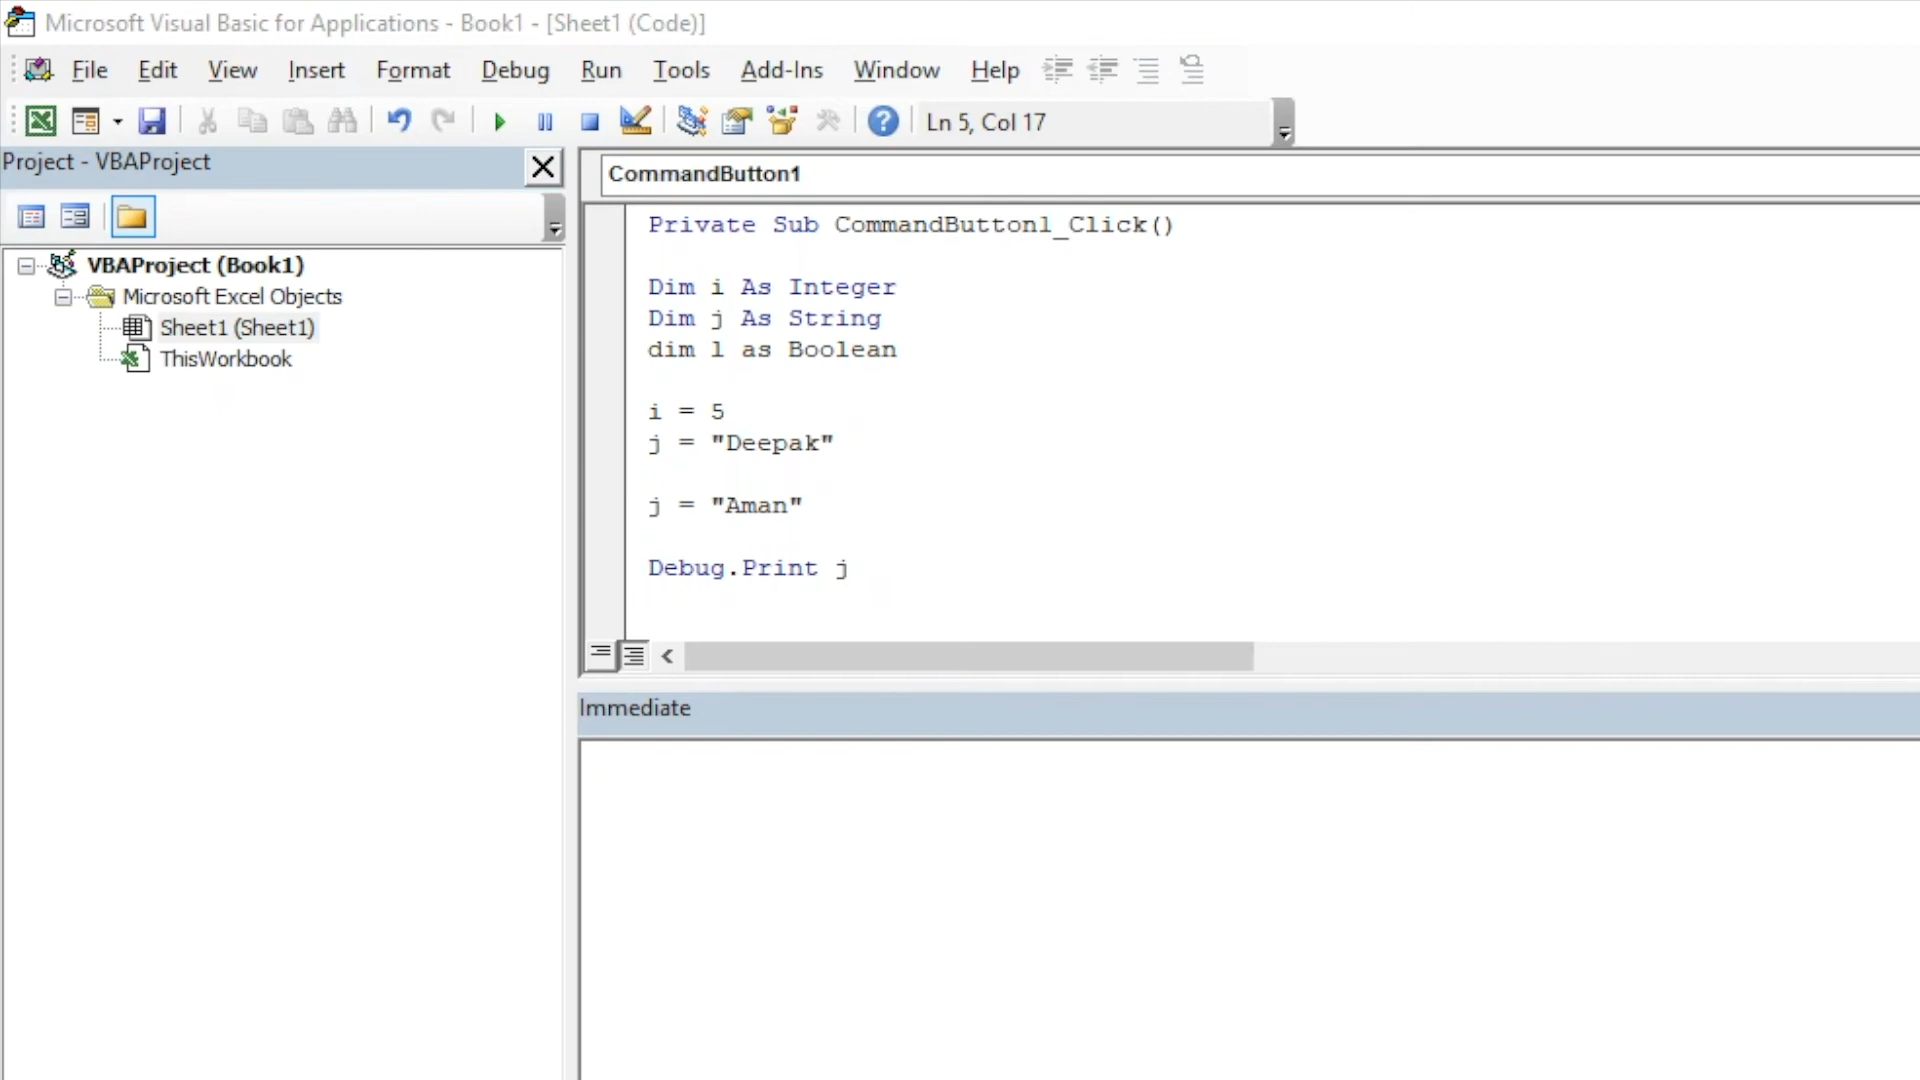 Microsoft Visual Basic for Applications - Book1 - [Sheet1 (Code)]
File Edit View Insert Format Debug Run Tools Add-Ins Window Help
Ln 5, Col 17
Project - VBAProject
VBAProject (Book1)
Microsoft Excel Objects
Sheet1 (Sheet1)
ThisWorkbook
CommandButton1
Private Sub CommandButton1_Click()
Dim i As Integer
Dim j As String
dim l as Boolean
i = 5
j = "Deepak"
j = "Aman"
Debug.Print j
Immediate